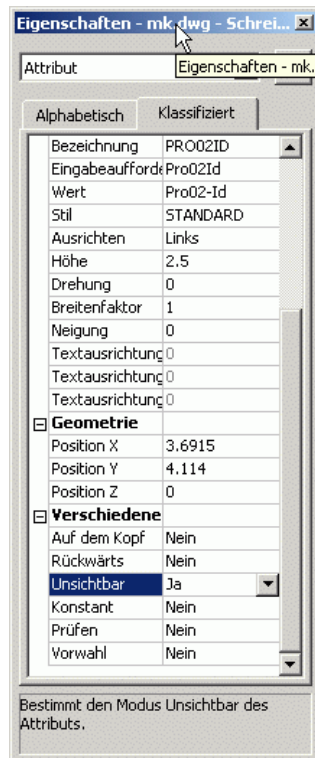 Eigenschaften - mk.dwg - Schrei...
Attribut
Eigenschaften - mk.
Alphabetisch Klassifiziert
Bezeichnung PRO02ID
Eingabeaufforde Pro02Id
Wert Pro02-Id
Stil STANDARD
Ausrichten Links
Höhe 2.5
Drehung 0
Breitenfaktor 1
Neigung 0
Textausrichtung 0
Textausrichtung 0
Textausrichtung 0
Geometrie
Position X 3.6915
Position Y 4.114
Position Z 0
Verschiedene
Auf dem Kopf Nein
Rückwärts Nein
Unsichtbar Ja
Konstant Nein
Prüfen Nein
Vorwahl Nein
Bestimmt den Modus Unsichtbar des
Attributs.